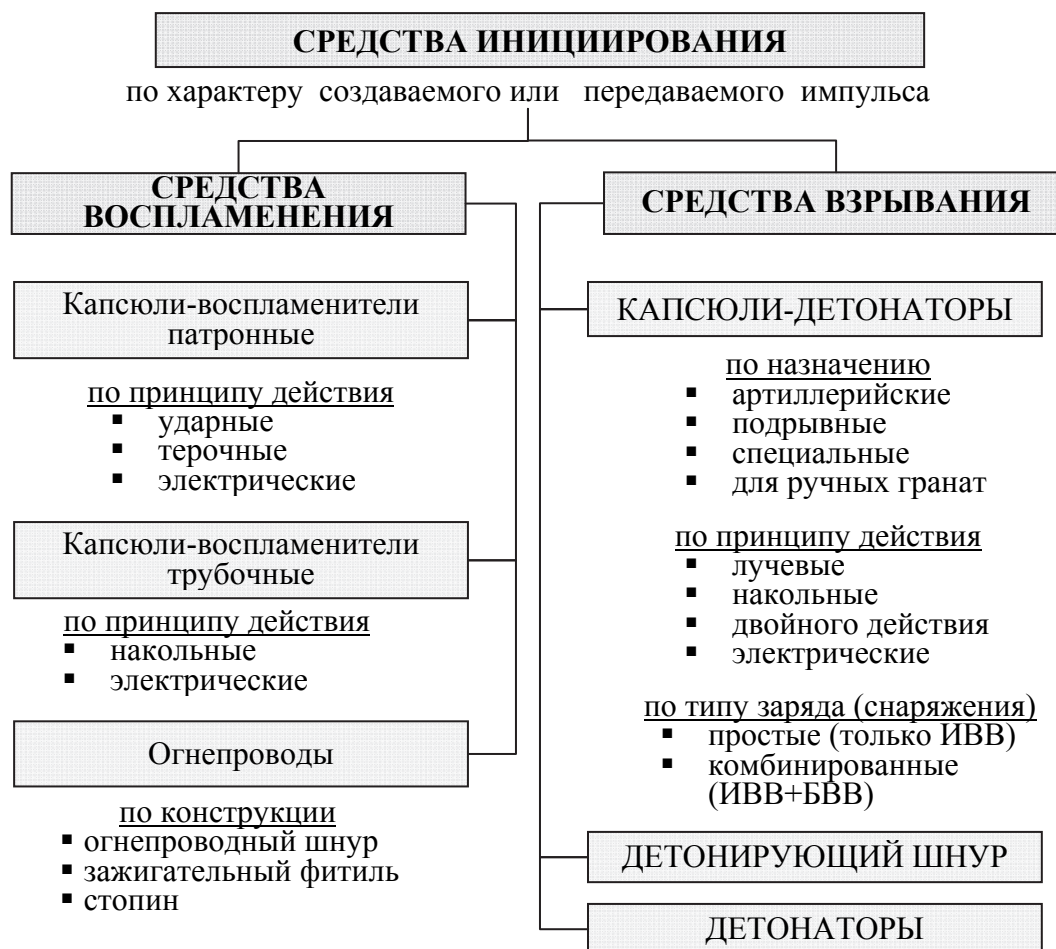 СРЕДСТВА ИНИЦИИРОВАНИЯ
по характеру создаваемого или передаваемого импульса
СРЕДСТВА
ВОСПЛАМЕНЕНИЯ
Капсюли-воспламенители
патронные
по принципу действия
▪ ударные
▪ терочные
▪ электрические
Капсюли-воспламенители
трубочные
по принципу действия
▪ накольные
▪ электрические
Огнепроводы
по конструкции
▪ огнепроводный шнур
▪ зажигательный фитиль
▪ стопин
СРЕДСТВА ВЗРЫВАНИЯ
КАПСЮЛИ-ДЕТОНАТОРЫ
по назначению
▪ артиллерийские
▪ подрывные
▪ специальные
▪ для ручных гранат
по принципу действия
▪ лучевые
▪ накольные
▪ двойного действия
▪ электрические
по типу заряда (снаряжения)
▪ простые (только ИВВ)
▪ комбинированные
(ИВВ+БВВ)
ДЕТОНИРУЮЩИЙ ШНУР
ДЕТОНАТОРЫ